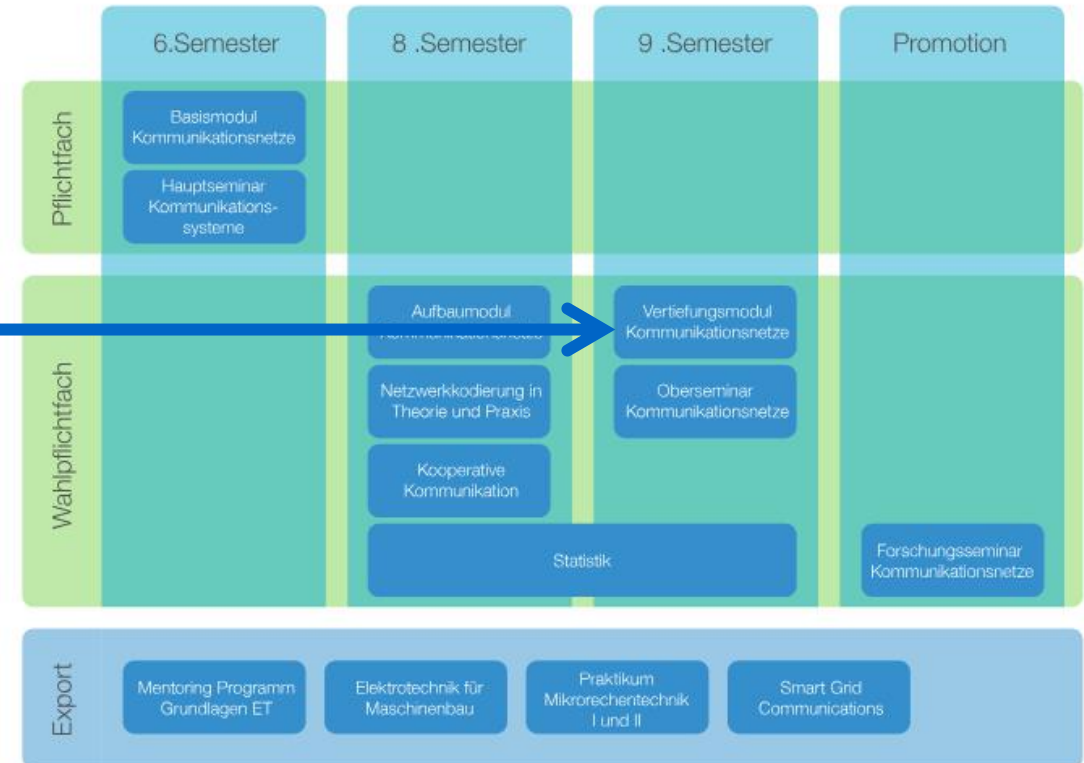 6.Semester
8 .Semester
9 .Semester
Promotion
Pflichtfach
Basismodul
Kommunikationsnetze
Hauptseminar
Kommunikations-
systeme
Wahlpflichtfach
Aufbaumodul
Vertiefungsmodul
Kommunikationsnetze
Netzwerkkodierung in
Theorie und Praxis
Oberseminar
Kommunikationsnetze
Kooperative
Kommunikation
Statistik
Forschungsseminar
Kommunikationsnetze
Export
Mentoring Programm
Grundlagen ET
Elektrotechnik für
Maschinenbau
Praktikum
Mikrorechentechnik
I und II
Smart Grid
Communications